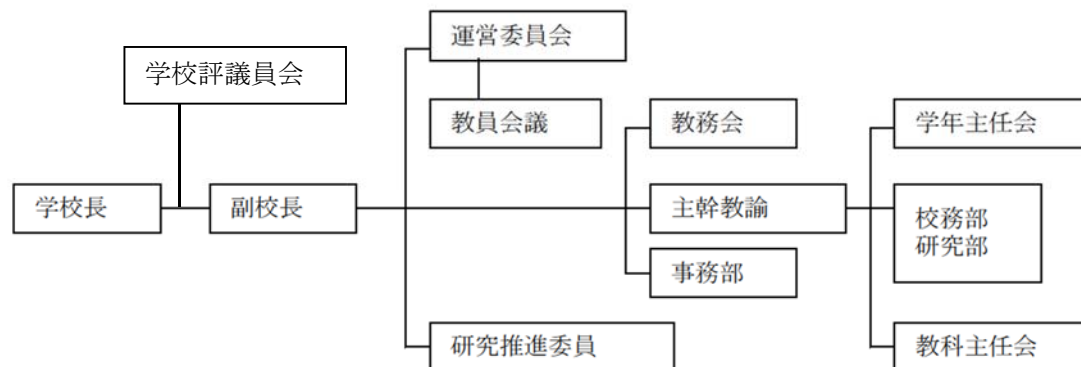 運営委員会
学校評議員会
教員会議
教務会
学年主任会
学校長
副校長
主幹教諭
校務部
研究部
事務部
研究推進委員
教科主任会